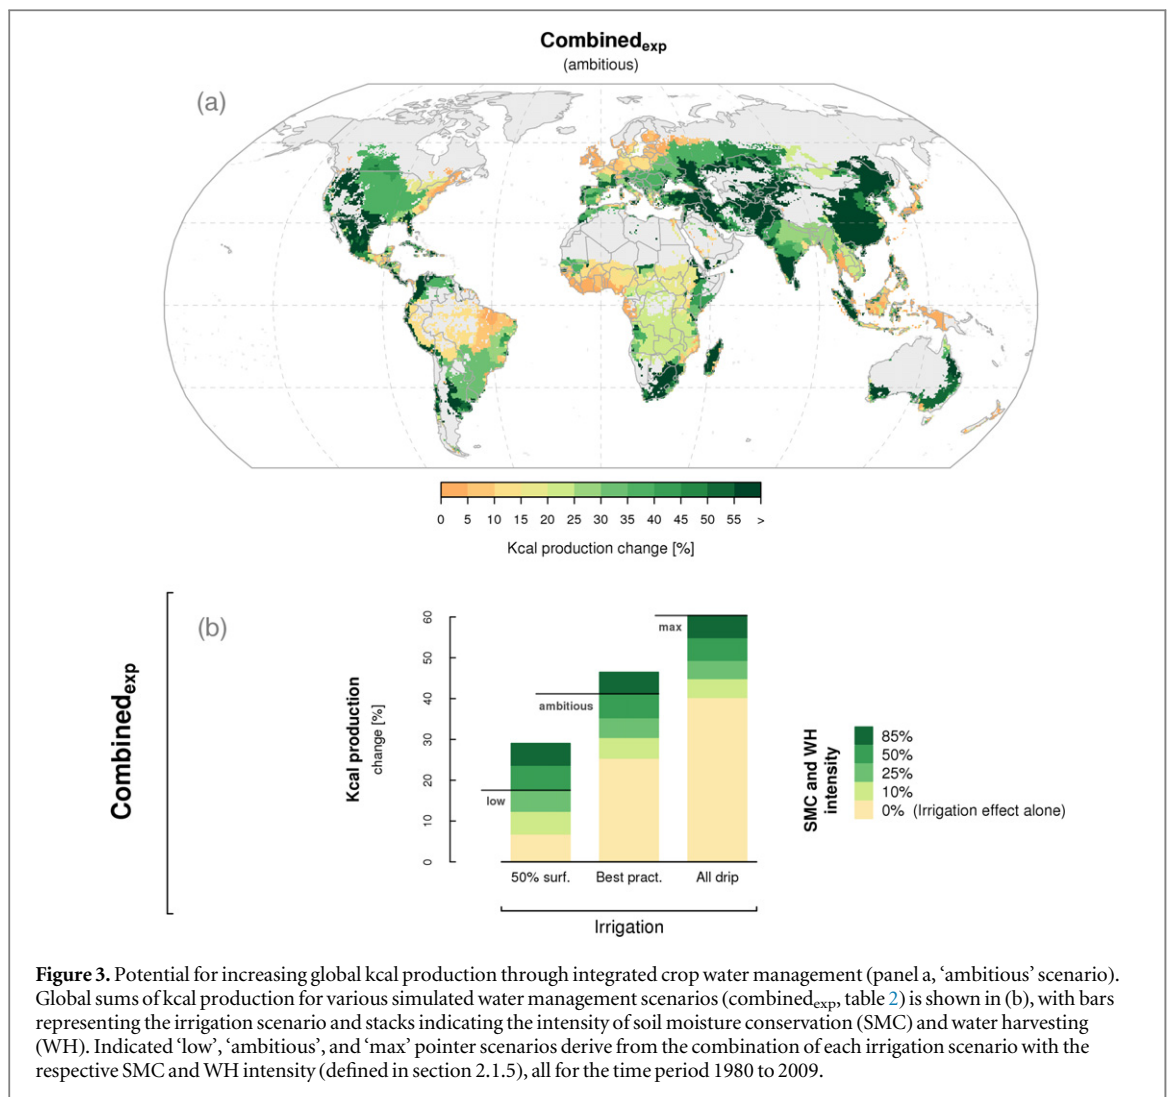 Combinedexp
(ambitious)
(a)
0 5 10 15 20 25 30 35 40 45 50 55 >
Kcal production change [%]
(b)
Combinedexp
Kcal production
change [%]
60
50
40
30
20
10
0
max
ambitious
low
50% surf. Best pract. All drip
Irrigation
SMC and WH
intensity
85%
50%
25%
10%
0% (Irrigation effect alone)
Figure 3. Potential for increasing global kcal production through integrated crop water management (panel a, ‘ambitious’ scenario).
Global sums of kcal production for various simulated water management scenarios (combinedexp, table 2) is shown in (b), with bars
representing the irrigation scenario and stacks indicating the intensity of soil moisture conservation (SMC) and water harvesting
(WH). Indicated ‘low’, ‘ambitious’, and ‘max’ pointer scenarios derive from the combination of each irrigation scenario with the
respective SMC and WH intensity (defined in section 2.1.5), all for the time period 1980 to 2009.